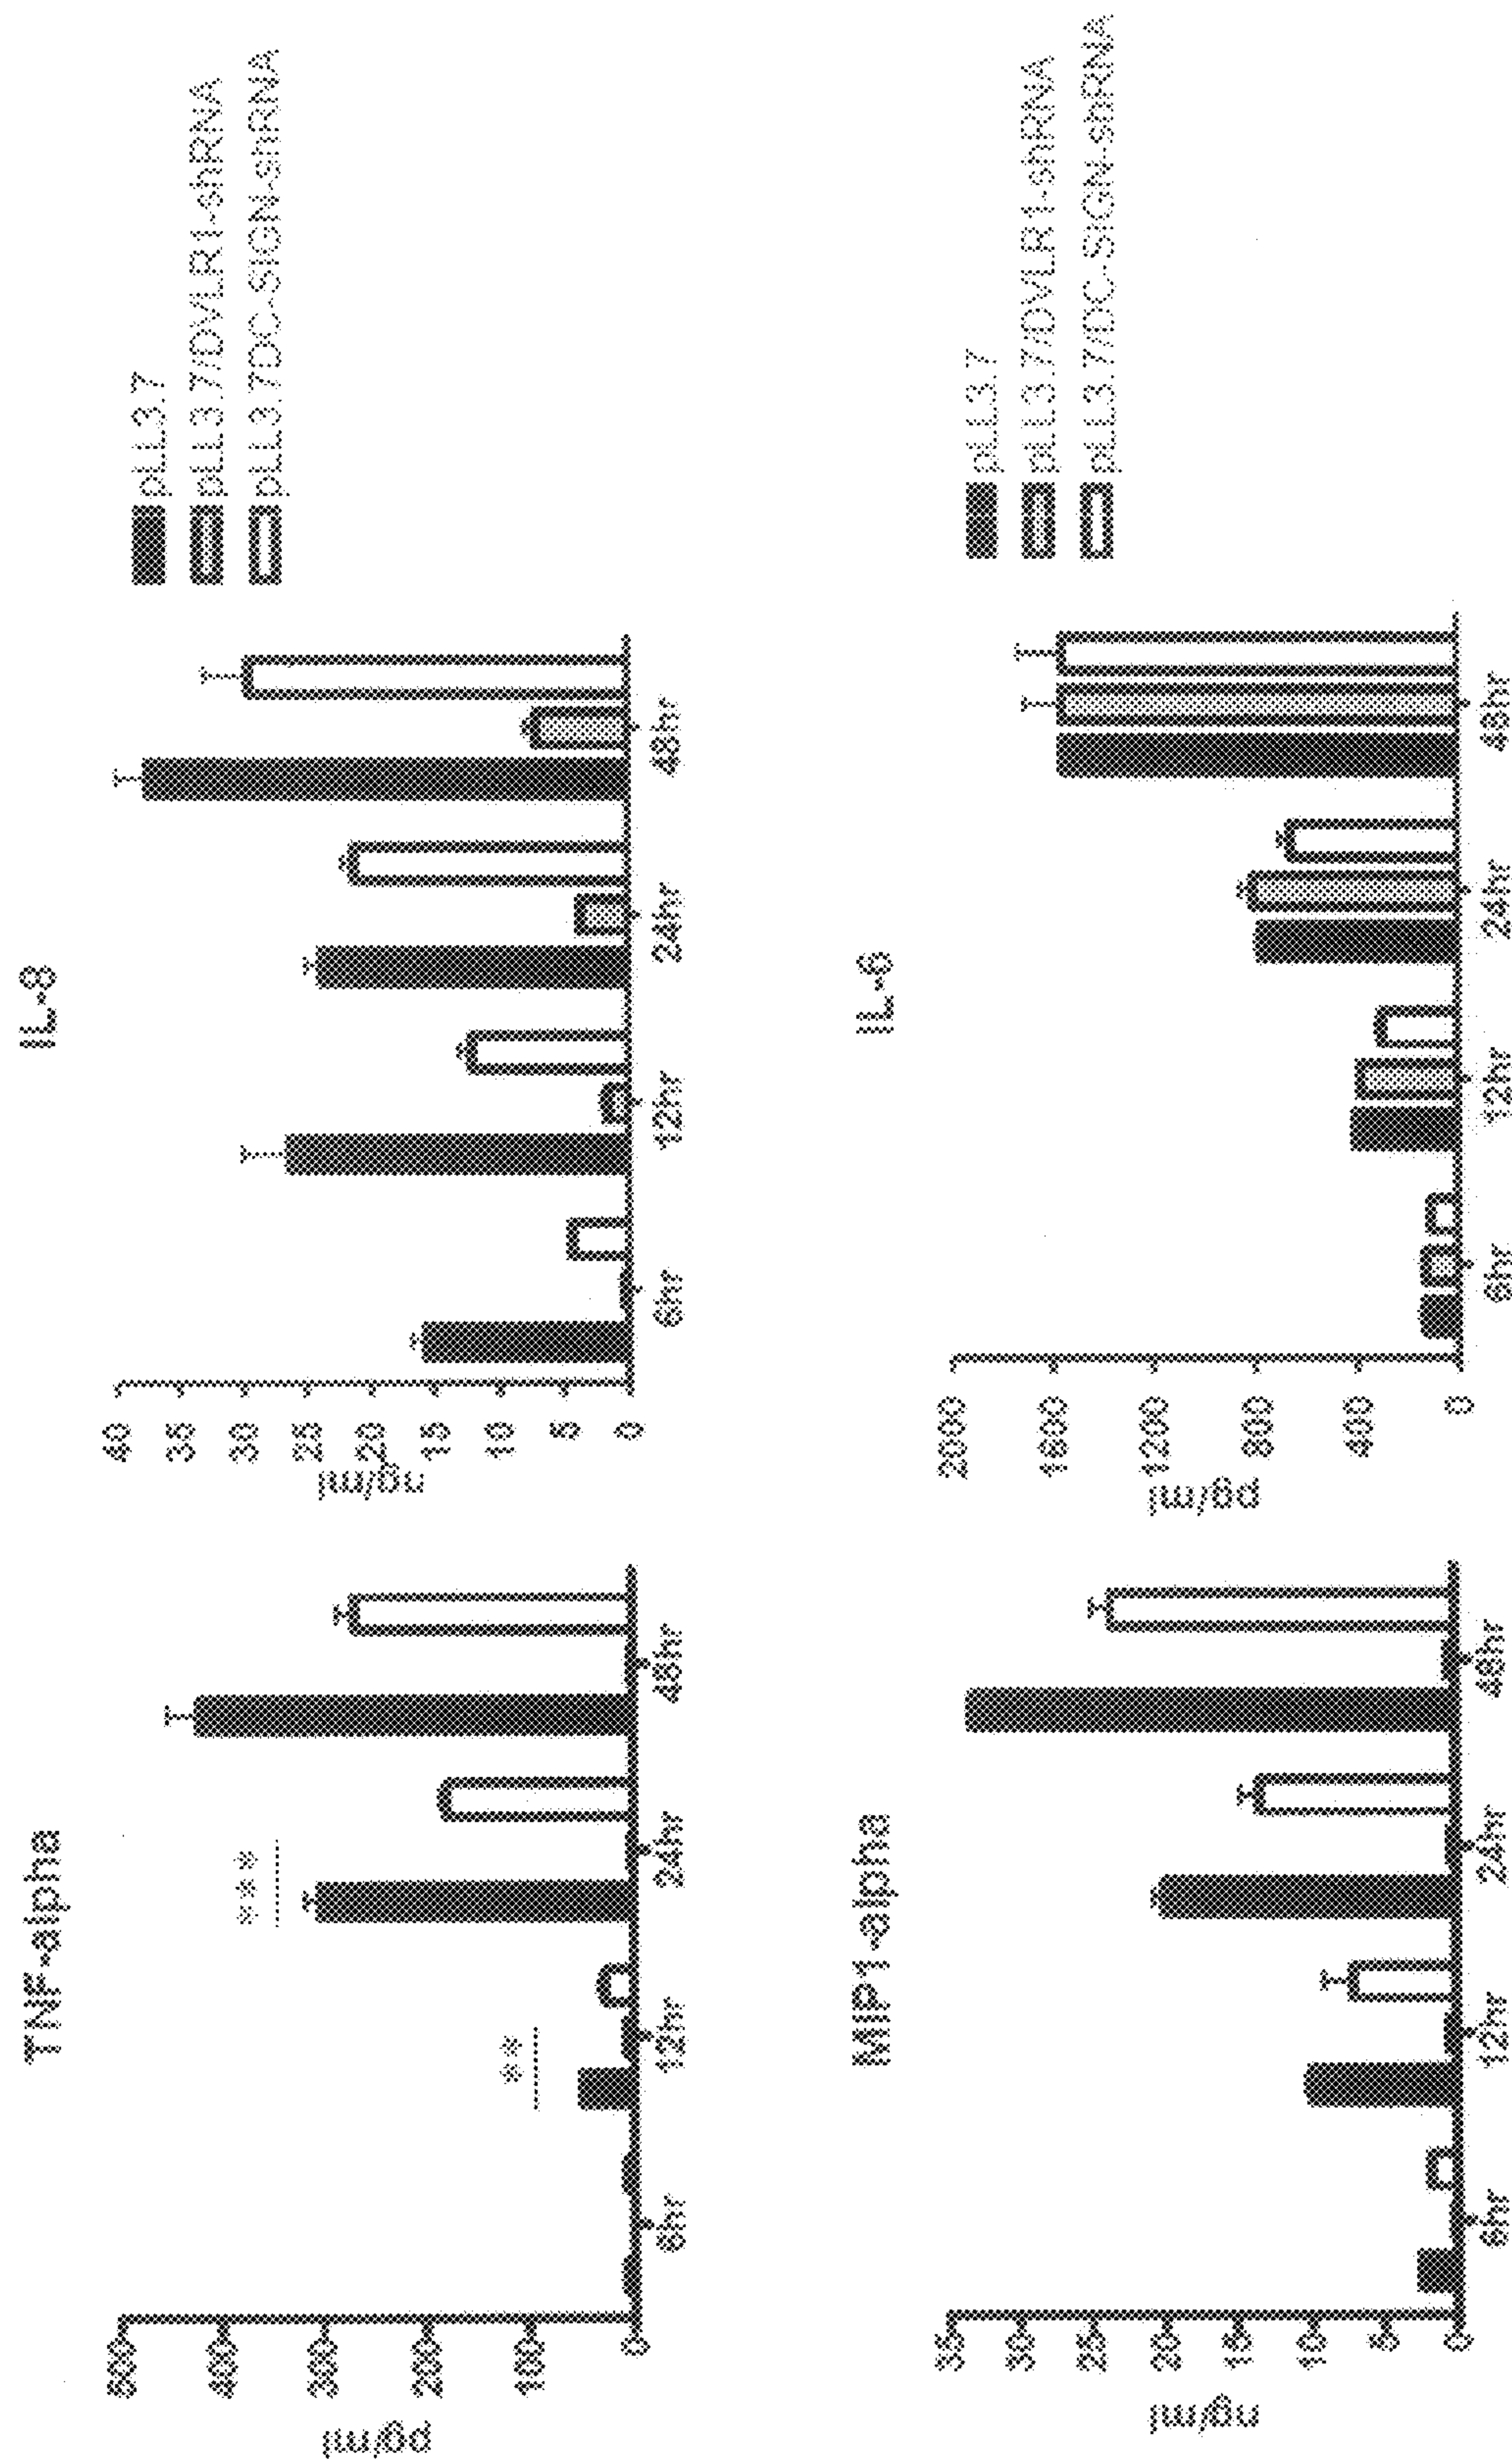 TNF-alpha
pg/ml
500
400
300
200
100
0
**
***
6hr
12hr
24hr
48hr
IL-8
ng/ml
40
35
30
25
20
15
10
5
0
6hr
12hr
24hr
48hr
pLL3.7
pLL3.7/DVLR1-shRNA
pLL3.7DC-SIGN-shRNA
MIP1-alpha
ng/ml
35
30
25
20
15
10
5
0
6hr
12hr
24hr
48hr
IL-6
pg/ml
2000
1600
1200
800
400
0
6hr
12hr
24hr
48hr
pLL3.7
pLL3.7/DVLR1-shRNA
pLL3.7/DC-SIGN-shRNA